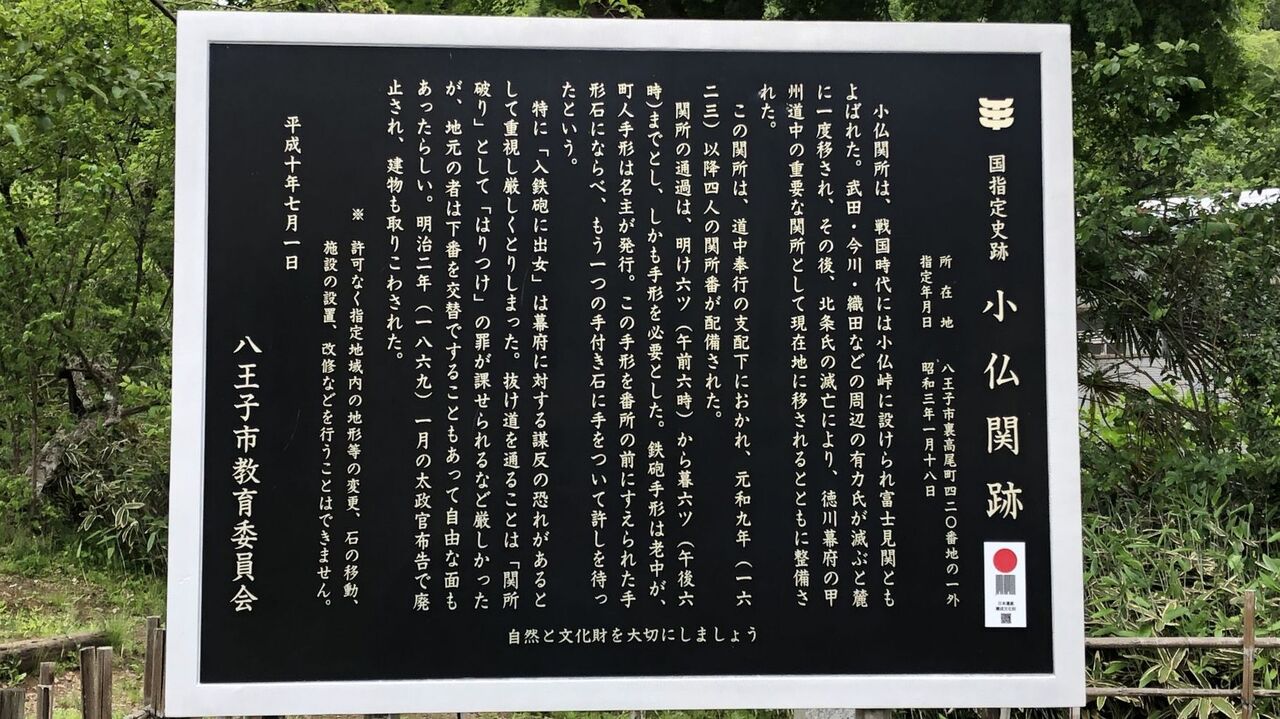 国指定史跡 小仏関跡
所在地 八王子市裏高尾町四二〇番地の一外
指定年月日 昭和三年一月十八日
小仏関所は、戦国時代には小仏峠に設けられ富士見関とも
よばれた。武田・今川・織田などの周辺の有力氏が滅ぶと麓
に一度移され、その後、北条氏の滅亡により、徳川幕府の甲
州道中の重要な関所として現在地に移されるとともに整備さ
れた。
この関所は、道中奉行の支配下におかれ、元和九年（一六
二三）以降四人の関所番が配備された。
関所の通過は、明け六ツ（午前六時）から暮六ツ（午後六
時）までとし、しかも手形を必要とした。鉄砲手形は老中が、
町人手形は名主が発行。この手形を番所の前にすえられた手
形石にならべ、もう一つの手付き石に手をついて許しを待っ
たという。
特に「入鉄砲に出女」は幕府に対する謀反の恐れがあると
して重視し厳しくとりしまった。抜け道を通ることは「関所
破り」として「はりつけ」の罪が課せられるなど厳しかった
が、地元の者は下番を交替ですることもあって自由な面も
あったらしい。明治二年（一八六九）一月の太政官布告で廃
止され、建物も取りこわされた。
※ 許可なく指定地域内の地形等の変更、石の移動、
施設の設置、改修などを行うことはできません。
平成十年七月一日
八王子市教育委員会
自然と文化財を大切にしましょう
日本遺産